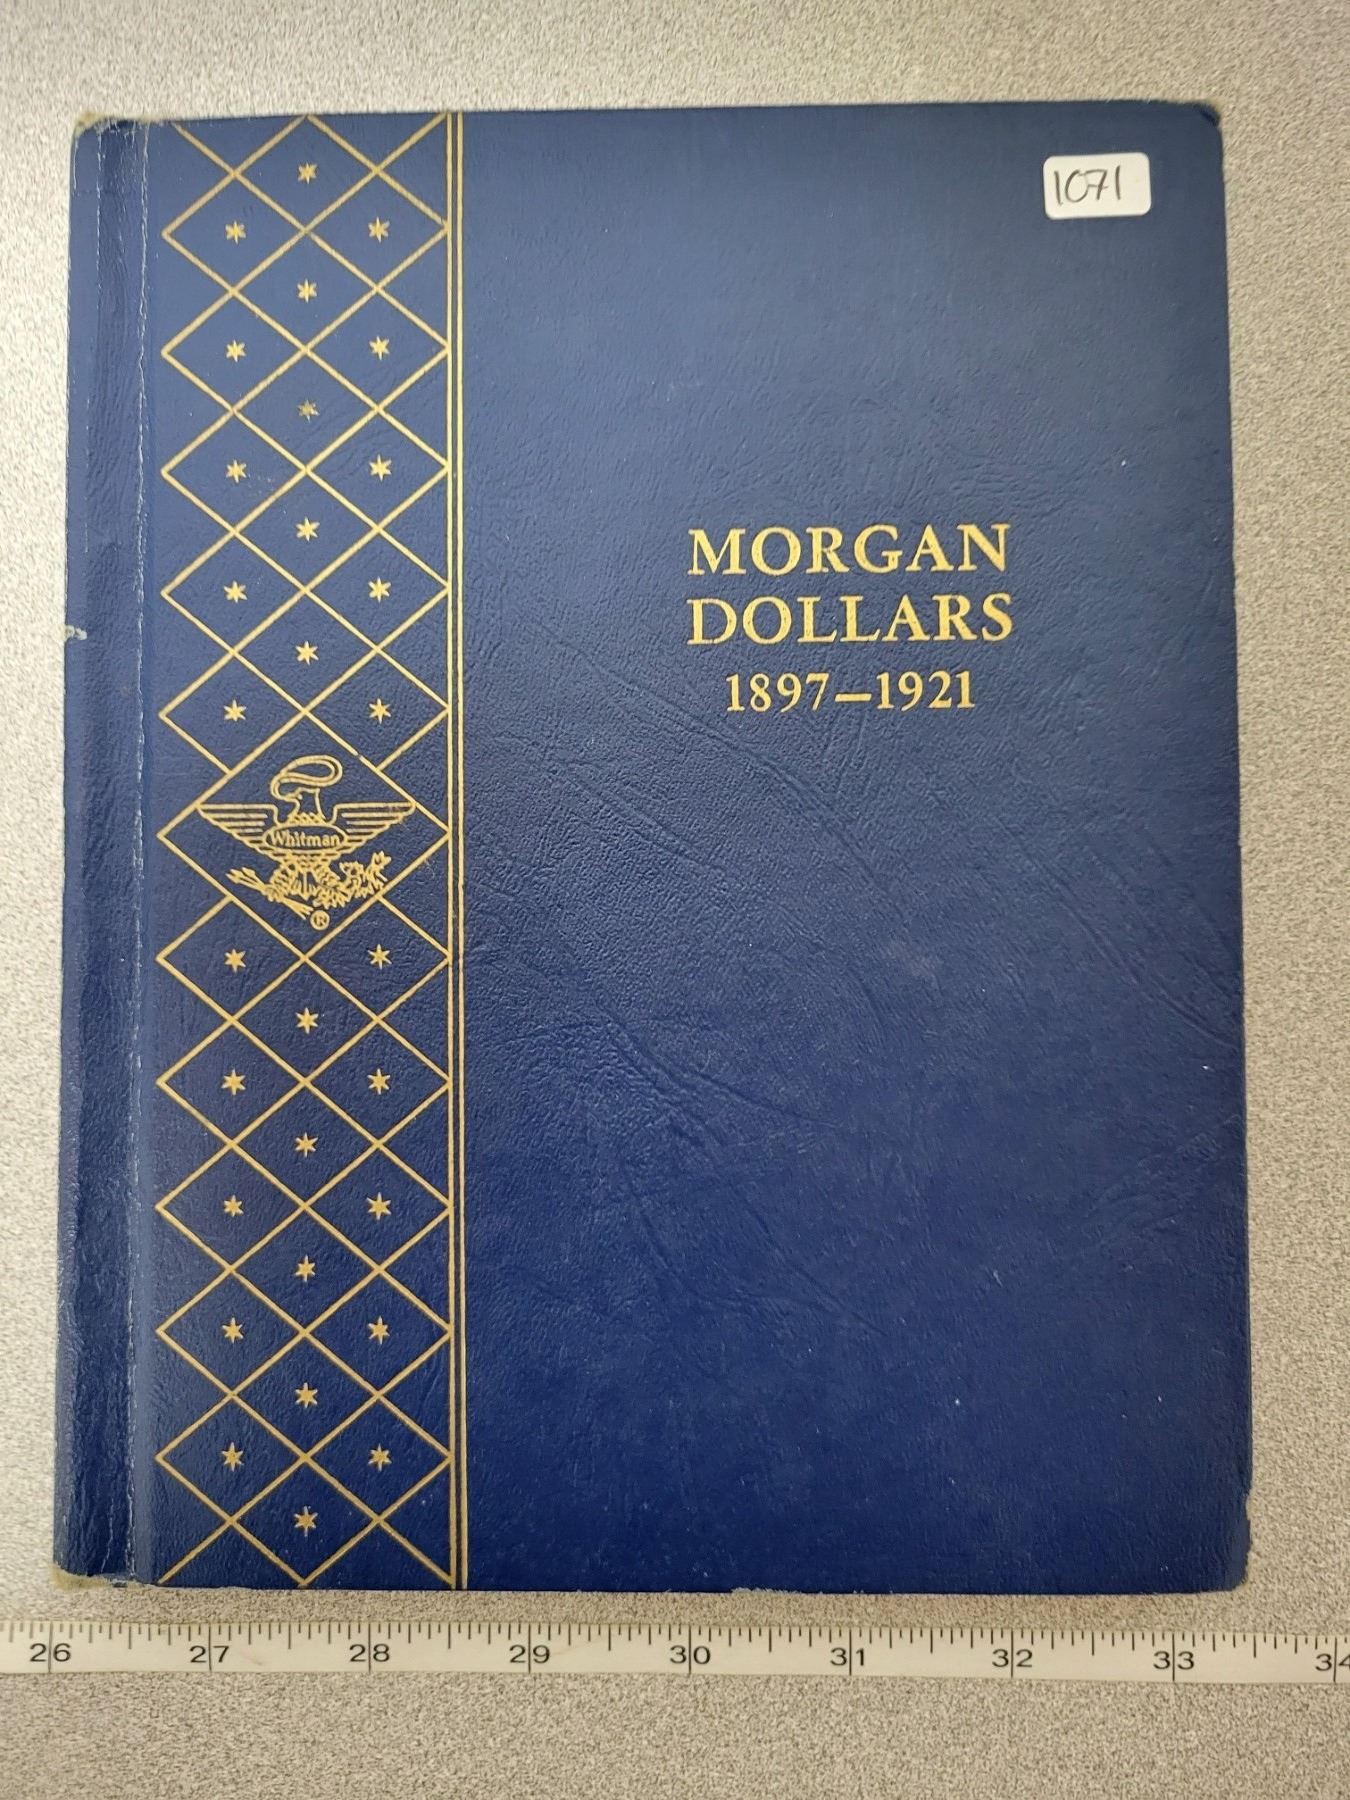 1071
MORGAN
DOLLARS
1897–1921
Whitman
®
26 27 28 29 30 31 32 33 34